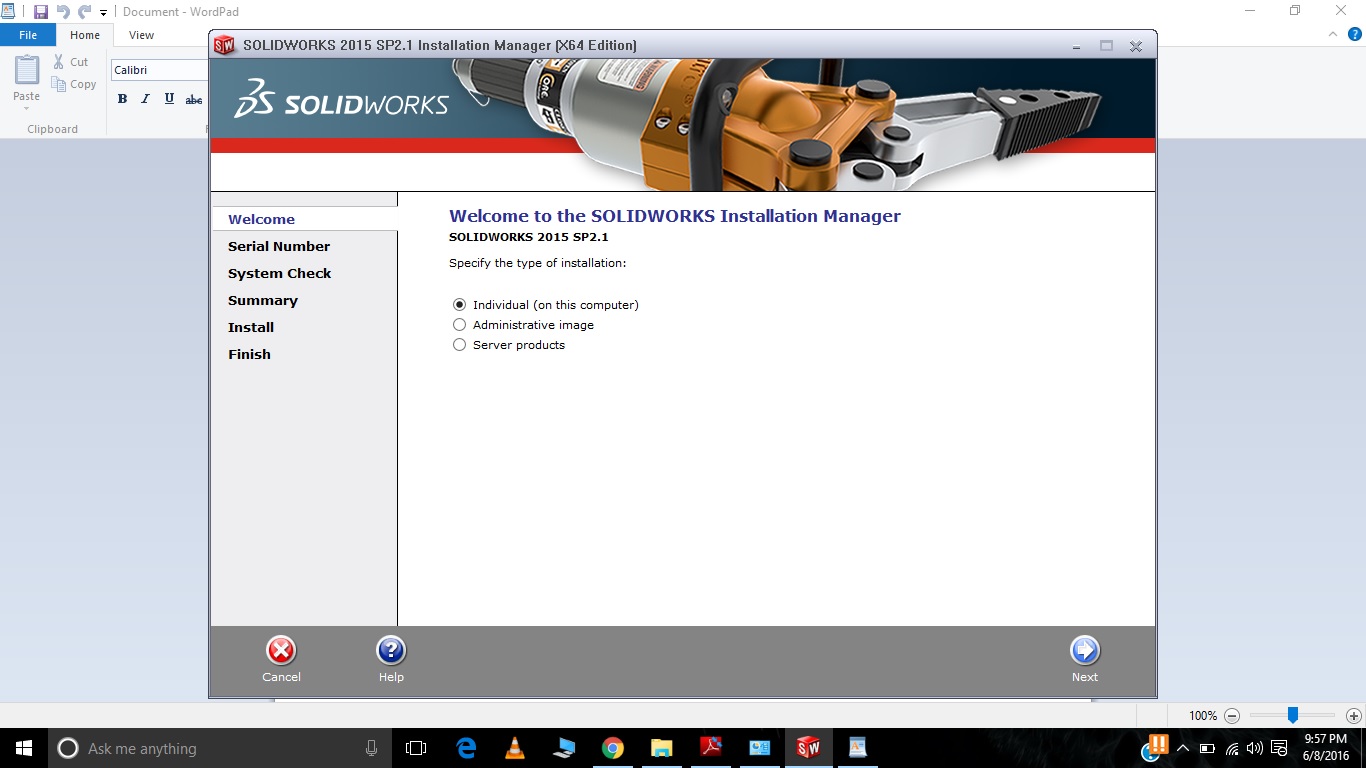 Document - WordPad
File
Home
View
Paste
Cut
Copy
Clipboard
Calibri
B I U abc
SOLIDWORKS 2015 SP2.1 Installation Manager (X64 Edition)
SOLIDWORKS
Welcome
Serial Number
System Check
Summary
Install
Finish
Welcome to the SOLIDWORKS Installation Manager
SOLIDWORKS 2015 SP2.1
Specify the type of installation:
Individual (on this computer)
Administrative image
Server products
Cancel
Help
Next
100%
Ask me anything
9:57 PM
6/8/2016